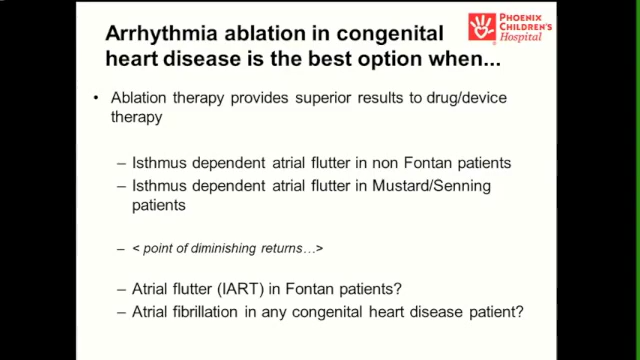 Arrhythmia ablation in congenital
heart disease is the best option when...
PHOENIX
CHILDREN'S
Hospital
• Ablation therapy provides superior results to drug/device
therapy
– Isthmus dependent atrial flutter in non Fontan patients
– Isthmus dependent atrial flutter in Mustard/Senning
patients
– < point of diminishing returns…>
– Atrial flutter (IART) in Fontan patients?
– Atrial fibrillation in any congenital heart disease patient?